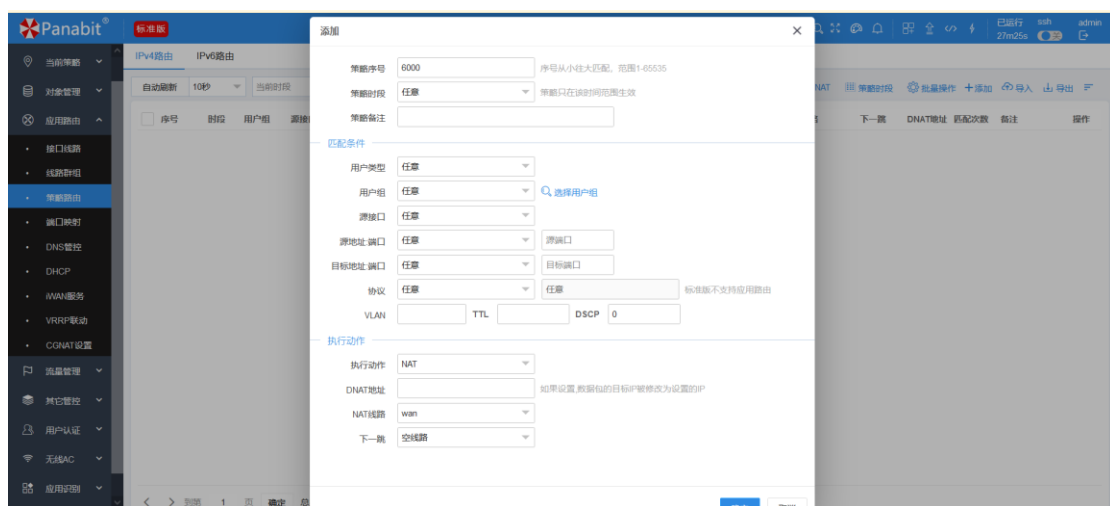 Panabit®
标准版
已运行 ssh admin
27m25s
当前策略
对象管理
应用路由
接口线路
线路群组
策略路由
端口映射
DNS管控
DHCP
iWAN服务
VRRP联动
CGNAT设置
流量管理
其它管控
用户认证
无线AC
应用识别
IPv4路由 IPv6路由
自动刷新 10秒 当前时段
NAT 策略时段 批量操作 添加 导入 导出
序号 时段 用户组 源接
下一跳 DNAT地址 匹配次数 备注 操作
到第 1 页 确定 总
添加
策略序号 6000 序号从小往大匹配，范围1-65535
策略时段 任意 策略只在该时间范围生效
策略备注
匹配条件
用户类型 任意
用户组 任意 选择用户组
源接口 任意
源地址:端口 任意 源端口
目标地址:端口 任意 目标端口
协议 任意 任意 标准版不支持应用路由
VLAN TTL DSCP 0
执行动作
执行动作 NAT
DNAT地址 如果设置,数据包的目标IP被修改为设置的IP
NAT线路 wan
下一跳 空线路